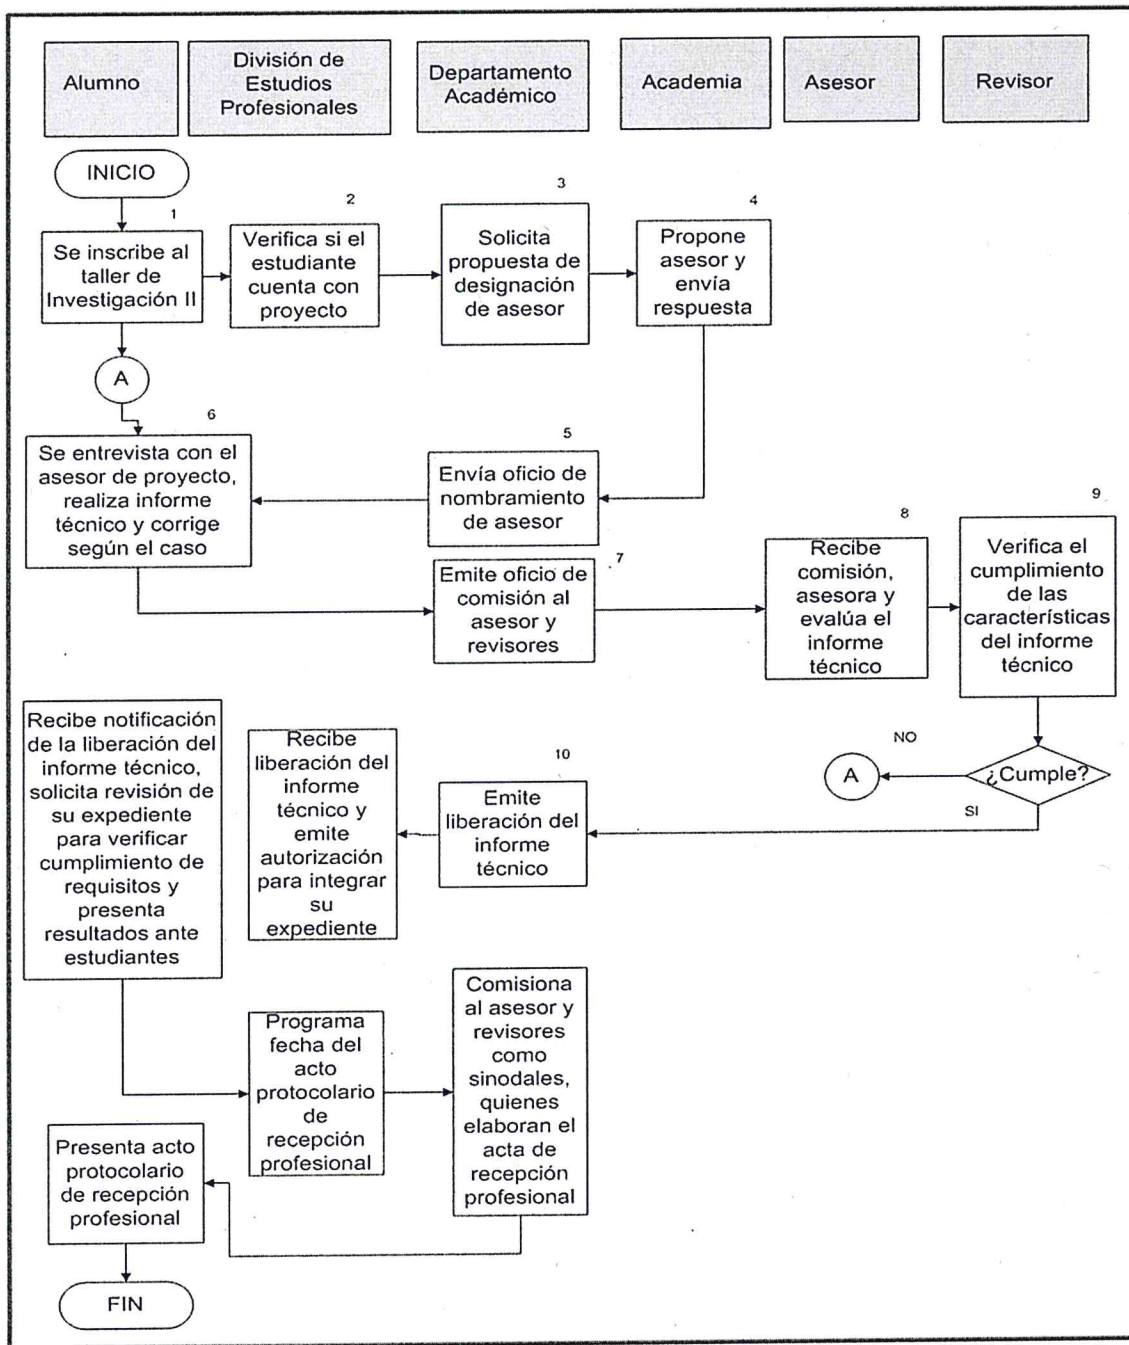 Alumno
División de
Estudios
Profesionales
Departamento
Académico
Academia
Asesor
Revisor
INICIO
1
Se inscribe al
taller de
Investigación II
2
Verifica si el
estudiante
cuenta con
proyecto
3
Solicita
propuesta de
designación
de asesor
4
Propone
asesor y
envía
respuesta
A
6
Se entrevista con el
asesor de proyecto,
realiza informe
técnico y corrige
según el caso
5
Envía oficio de
nombramiento
de asesor
7
Emite oficio de
comisión al
asesor y
revisores
8
Recibe
comisión,
asesora y
evalúa el
informe
técnico
9
Verifica el
cumplimiento
de las
características
del informe
técnico
¿Cumple?
NO
A
SI
10
Emite
liberación del
informe
técnico
Recibe
liberación del
informe
técnico y
emite
autorización
para integrar
su
expediente
Recibe notificación
de la liberación del
informe técnico,
solicita revisión de
su expediente
para verificar
cumplimiento de
requisitos y
presenta
resultados ante
estudiantes
Programa
fecha del
acto
protocolario
de
recepción
profesional
Comisiona
al asesor y
revisores
como
sinodales,
quienes
elaboran el
acta de
recepción
profesional
Presenta acto
protocolario
de recepción
profesional
FIN